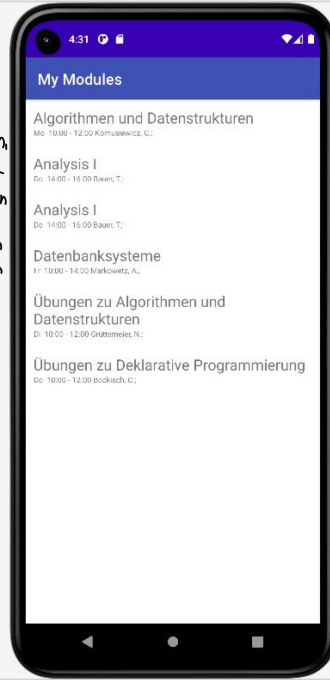 4:31
My Modules
Algorithmen und Datenstrukturen
Mo 10:00 - 12:00 Komusiewicz, C.;
Analysis I
Do 14:00 - 16:00 Bauer, T.;
Analysis I
Do 14:00 - 16:00 Bauer, T.;
Datenbanksysteme
Fr 10:00 - 14:00 Markowetz, A.;
Übungen zu Algorithmen und
Datenstrukturen
Di 10:00 - 12:00 Grüttemeier, N.;
Übungen zu Deklarative Programmierung
Do 10:00 - 12:00 Bockisch, C.;